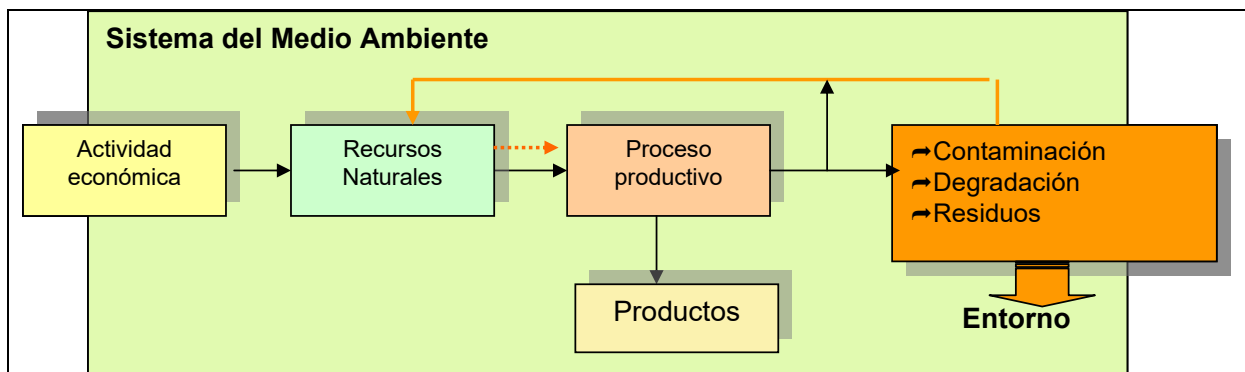 Sistema del Medio Ambiente
Actividad
económica
Recursos
Naturales
Proceso
productivo
➦Contaminación
➦Degradación
➦Residuos
Productos
Entorno